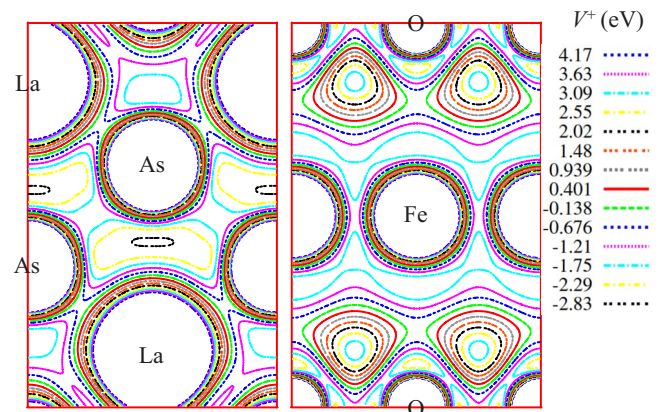 O
V⁺ (eV)
La
As
As
La
Fe
O
4.17
3.63
3.09
2.55
2.02
1.48
0.939
0.401
-0.138
-0.676
-1.21
-1.75
-2.29
-2.83